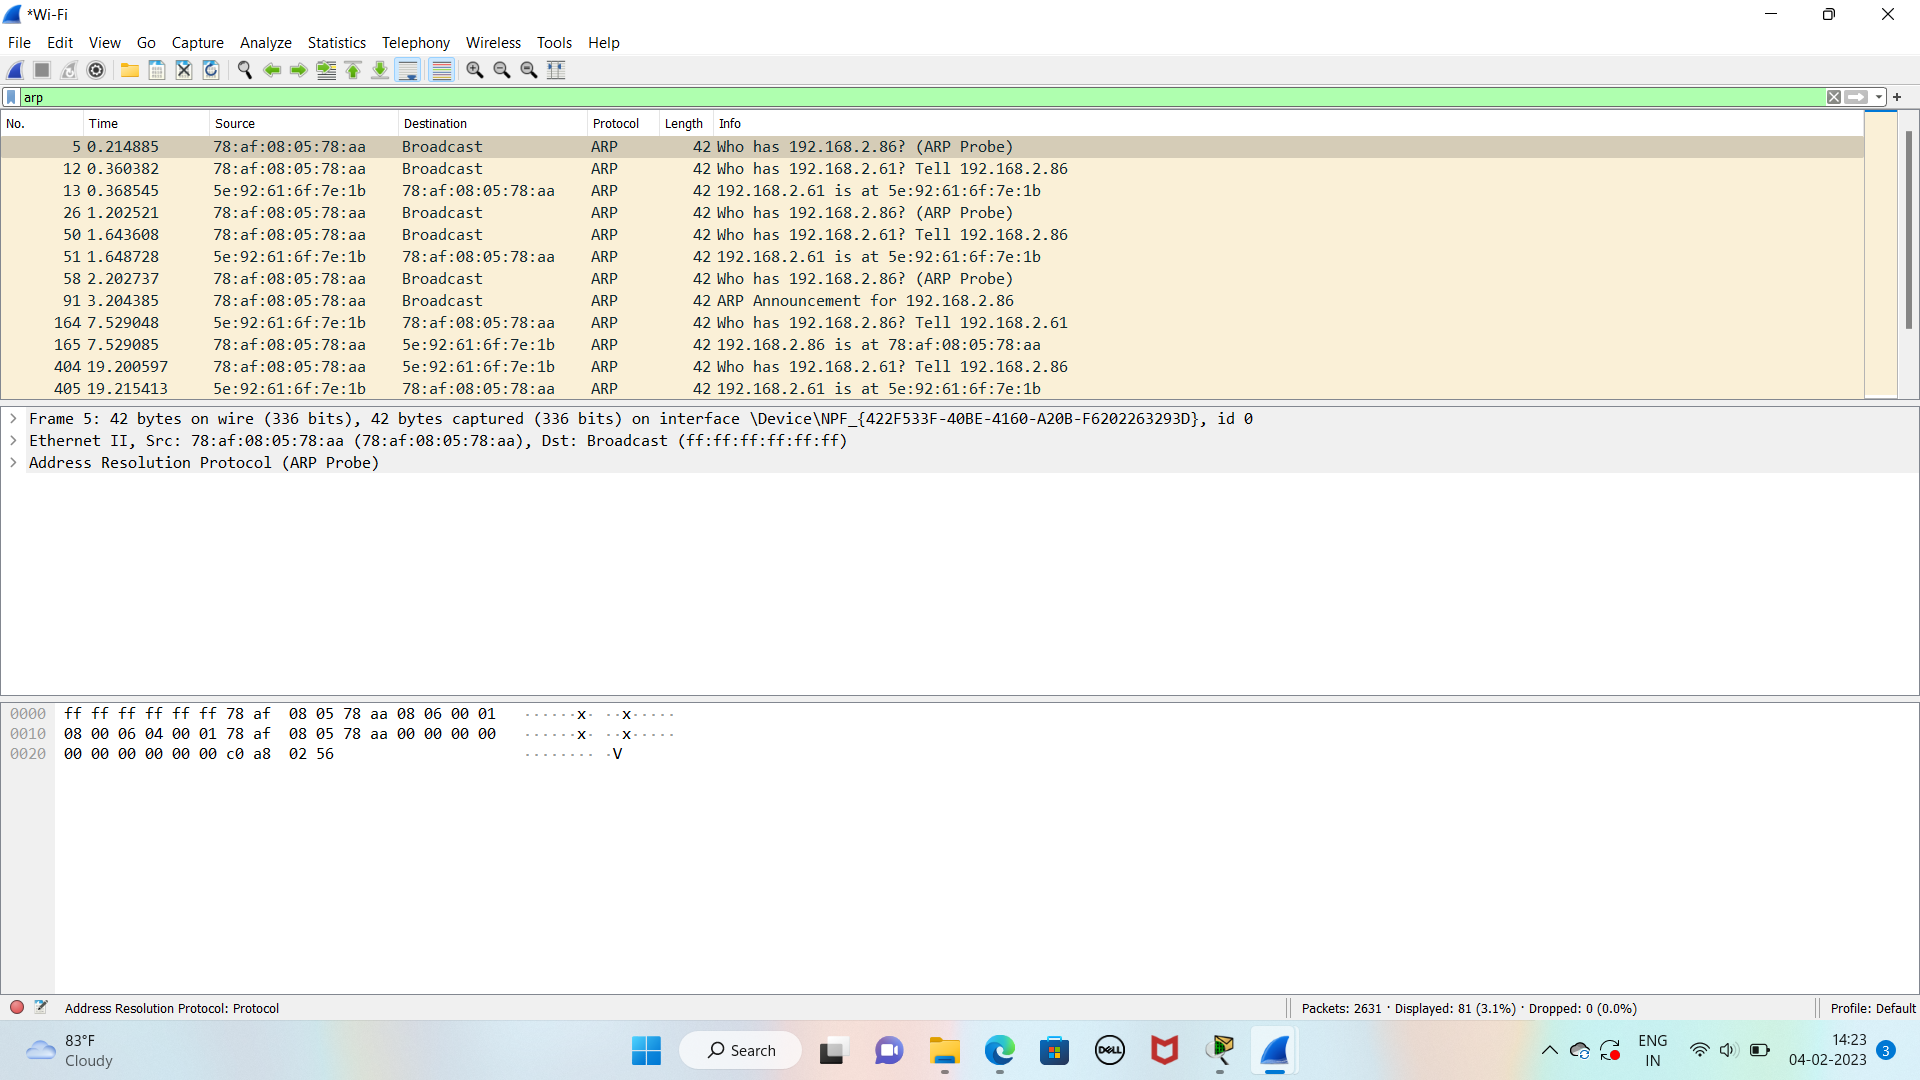 *Wi-Fi
File Edit View Go Capture Analyze Statistics Telephony Wireless Tools Help
arp
No. Time Source Destination Protocol Length Info
5 0.214885 78:af:08:05:78:aa Broadcast ARP 42 Who has 192.168.2.86? (ARP Probe)
12 0.360382 78:af:08:05:78:aa Broadcast ARP 42 Who has 192.168.2.61? Tell 192.168.2.86
13 0.368545 5e:92:61:6f:7e:1b 78:af:08:05:78:aa ARP 42 192.168.2.61 is at 5e:92:61:6f:7e:1b
26 1.202521 78:af:08:05:78:aa Broadcast ARP 42 Who has 192.168.2.86? (ARP Probe)
50 1.643608 78:af:08:05:78:aa Broadcast ARP 42 Who has 192.168.2.61? Tell 192.168.2.86
51 1.648728 5e:92:61:6f:7e:1b 78:af:08:05:78:aa ARP 42 192.168.2.61 is at 5e:92:61:6f:7e:1b
58 2.202737 78:af:08:05:78:aa Broadcast ARP 42 Who has 192.168.2.86? (ARP Probe)
91 3.204385 78:af:08:05:78:aa Broadcast ARP 42 ARP Announcement for 192.168.2.86
164 7.529048 5e:92:61:6f:7e:1b 78:af:08:05:78:aa ARP 42 Who has 192.168.2.86? Tell 192.168.2.61
165 7.529085 78:af:08:05:78:aa 5e:92:61:6f:7e:1b ARP 42 192.168.2.86 is at 78:af:08:05:78:aa
404 19.200597 78:af:08:05:78:aa 5e:92:61:6f:7e:1b ARP 42 Who has 192.168.2.61? Tell 192.168.2.86
405 19.215413 5e:92:61:6f:7e:1b 78:af:08:05:78:aa ARP 42 192.168.2.61 is at 5e:92:61:6f:7e:1b
Frame 5: 42 bytes on wire (336 bits), 42 bytes captured (336 bits) on interface \Device\NPF_{422F533F-40BE-4160-A20B-F6202263293D}, id 0
Ethernet II, Src: 78:af:08:05:78:aa (78:af:08:05:78:aa), Dst: Broadcast (ff:ff:ff:ff:ff:ff)
Address Resolution Protocol (ARP Probe)
0000 ff ff ff ff ff ff 78 af 08 05 78 aa 08 06 00 01 ······x· ··x·····
0010 08 00 06 04 00 01 78 af 08 05 78 aa 00 00 00 00 ······x· ··x·····
0020 00 00 00 00 00 00 c0 a8 02 56 ········ ·V
Address Resolution Protocol: Protocol
Packets: 2631 · Displayed: 81 (3.1%) · Dropped: 0 (0.0%)
Profile: Default
83°F
Cloudy
Search
DELL
ENG
IN
14:23
04-02-2023
3